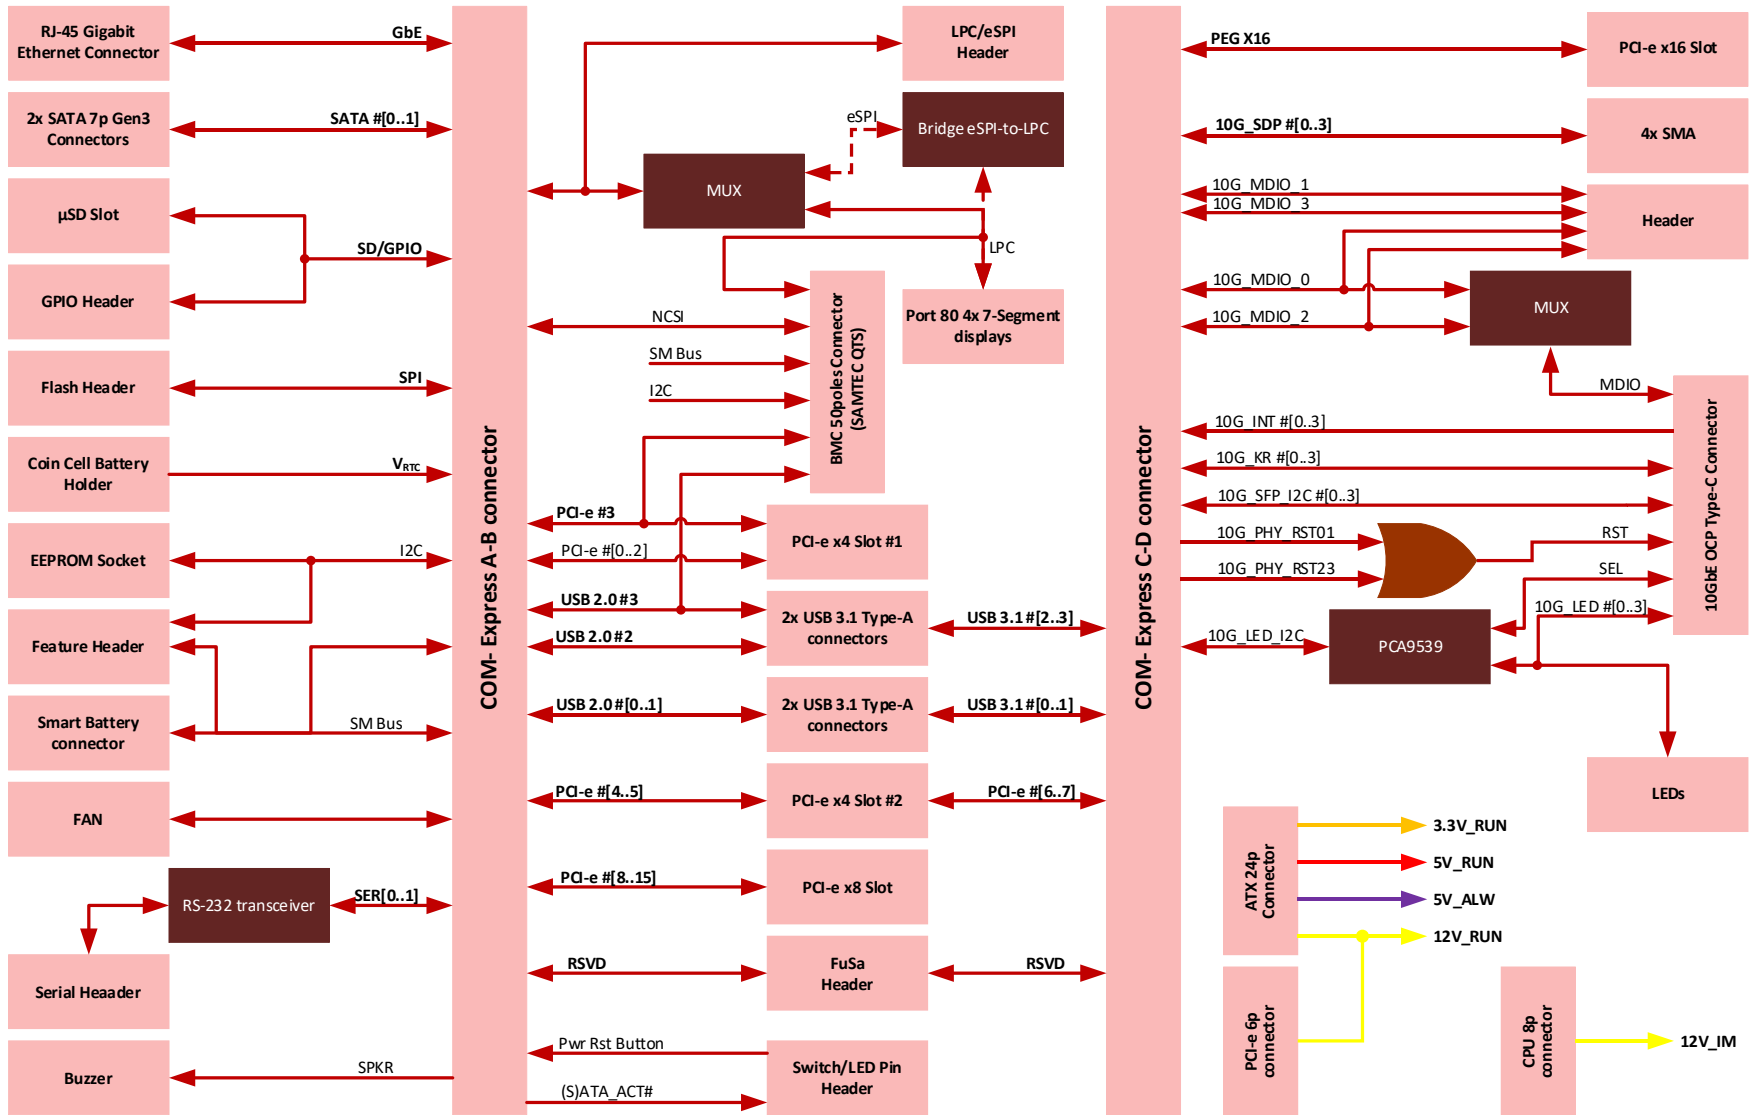 RJ-45 Gigabit
Ethernet Connector
GbE
2x SATA 7p Gen3
Connectors
SATA #[0..1]
µSD Slot
SD/GPIO
GPIO Header
Flash Header
SPI
Coin Cell Battery
Holder
VRTC
EEPROM Socket
I2C
Feature Header
Smart Battery
connector
SM Bus
FAN
RS-232 transceiver
SER[0..1]
Serial Heaader
Buzzer
SPKR
COM- Express A-B connector
LPC/eSPI
Header
eSPI
Bridge eSPI-to-LPC
MUX
LPC
NCSI
SM Bus
I2C
BMC 50poles Connector
(SAMTEC QTS)
Port 80 4x 7-Segment
displays
PCI-e #3
PCI-e #[0..2]
PCI-e x4 Slot #1
USB 2.0 #3
USB 2.0 #2
2x USB 3.1 Type-A
connectors
USB 3.1 #[2..3]
USB 2.0 #[0..1]
2x USB 3.1 Type-A
connectors
USB 3.1 #[0..1]
PCI-e #[4..5]
PCI-e x4 Slot #2
PCI-e #[6..7]
PCI-e #[8..15]
PCI-e x8 Slot
RSVD
FuSa
Header
RSVD
Pwr Rst Button
(S)ATA_ACT#
Switch/LED Pin
Header
COM- Express C-D connector
PEG X16
PCI-e x16 Slot
10G_SDP #[0..3]
4x SMA
10G_MDIO_1
10G_MDIO_3
Header
10G_MDIO_0
10G_MDIO_2
MUX
MDIO
10G_INT #[0..3]
10G_KR #[0..3]
10G_SFP_I2C #[0..3]
10G_PHY_RST01
10G_PHY_RST23
RST
SEL
10G_LED #[0..3]
10G_LED_I2C
PCA9539
10GbE OCP Type-C Connector
LEDs
ATX 24p
Connector
3.3V_RUN
5V_RUN
5V_ALW
12V_RUN
PCI-e 6p
connector
CPU 8p
connector
12V_IM